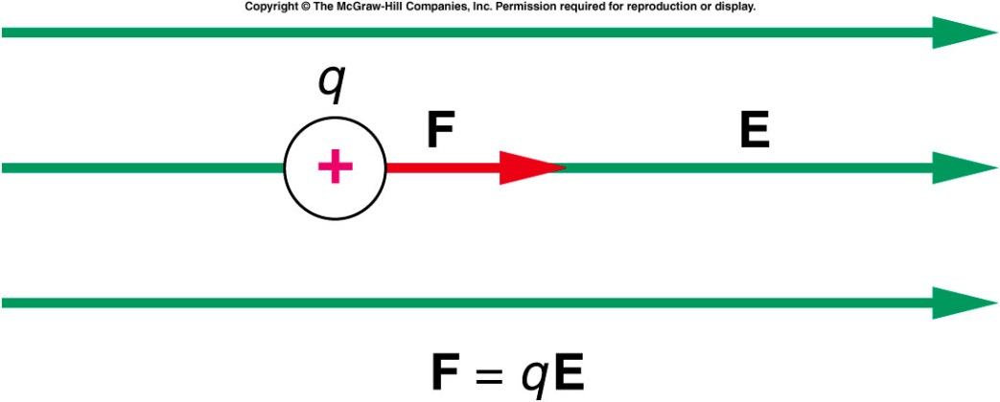 Copyright © The McGraw-Hill Companies, Inc. Permission required for reproduction or display.
q
F
E
+
F = qE